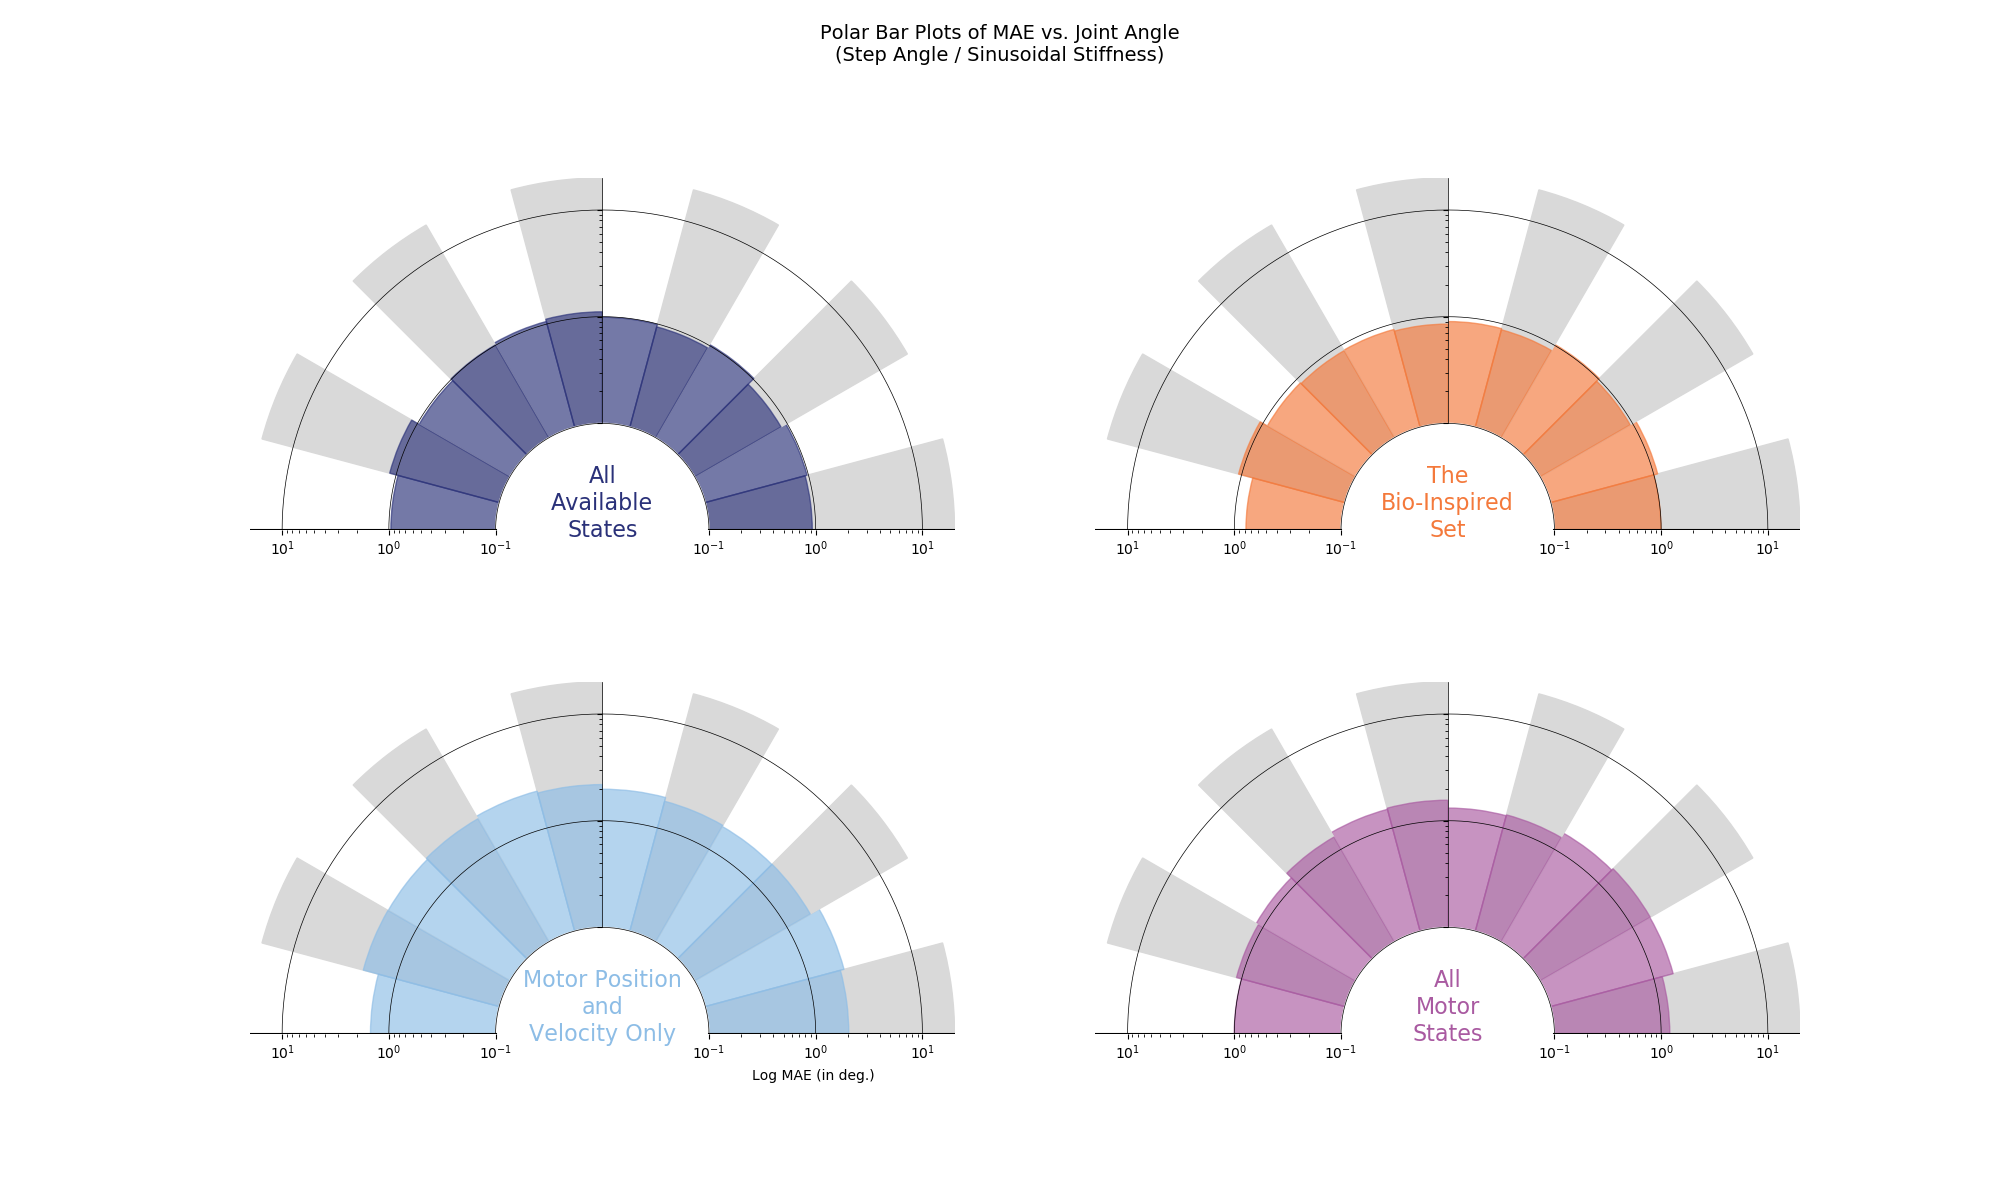 Polar Bar Plots of MAE vs. Joint Angle
(Step Angle / Sinusoidal Stiffness)
All
Available
States
10¹ 10⁰ 10⁻¹ 10⁻¹ 10⁰ 10¹
The
Bio-Inspired
Set
10¹ 10⁰ 10⁻¹ 10⁻¹ 10⁰ 10¹
Motor Position
and
Velocity Only
10¹ 10⁰ 10⁻¹ 10⁻¹ 10⁰ 10¹
Log MAE (in deg.)
All
Motor
States
10¹ 10⁰ 10⁻¹ 10⁻¹ 10⁰ 10¹